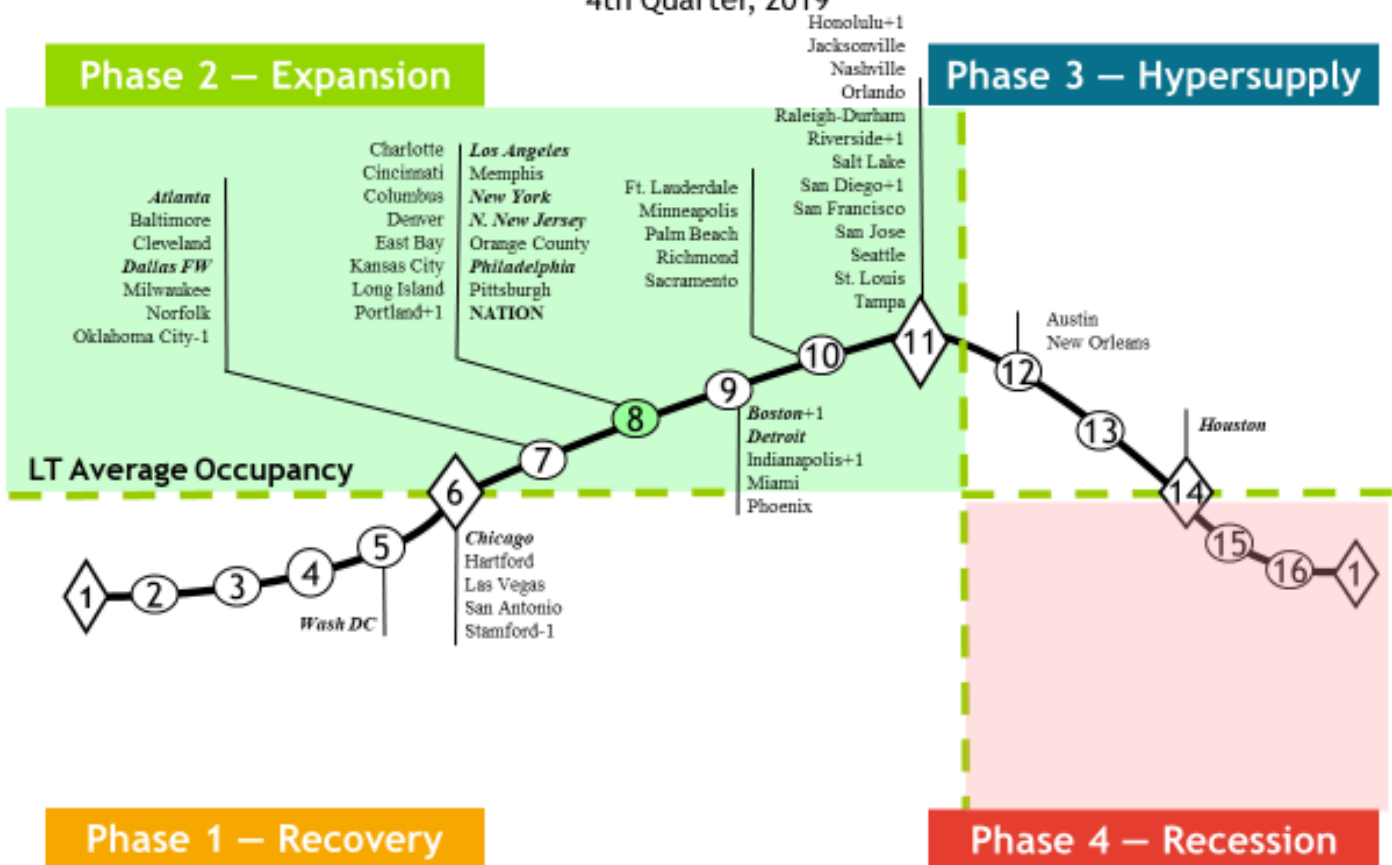 4th Quarter, 2019
Phase 2 — Expansion
Phase 3 — Hypersupply
Honolulu+1
Jacksonville
Nashville
Orlando
Raleigh-Durham
Riverside+1
Salt Lake
San Diego+1
San Francisco
San Jose
Seattle
St. Louis
Tampa
Atlanta
Baltimore
Cleveland
Dallas FW
Milwaukee
Norfolk
Oklahoma City-1
Charlotte
Cincinnati
Columbus
Denver
East Bay
Kansas City
Long Island
Portland+1
Los Angeles
Memphis
New York
N. New Jersey
Orange County
Philadelphia
Pittsburgh
NATION
Ft. Lauderdale
Minneapolis
Palm Beach
Richmond
Sacramento
Austin
New Orleans
Houston
Boston+1
Detroit
Indianapolis+1
Miami
Phoenix
LT Average Occupancy
Chicago
Hartford
Las Vegas
San Antonio
Stamford-1
Wash DC
1
2
3
4
5
6
7
8
9
10
11
12
13
14
15
16
1
Phase 1 — Recovery
Phase 4 — Recession